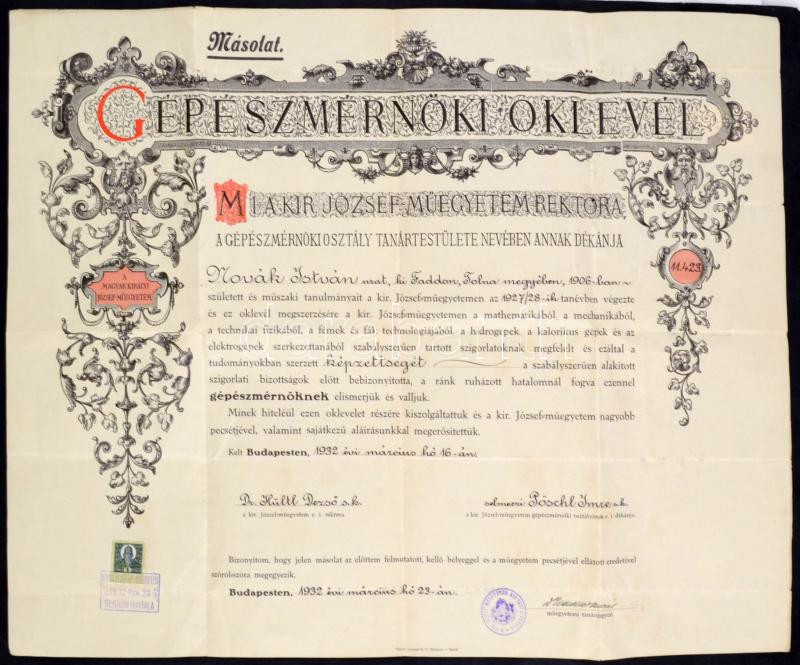 Másolat.
GÉPÉSZMÉRNÖKI OKLEVÉL
MI A KIR. JÓZSEF-MŰEGYETEM REKTORA
A GÉPÉSZMÉRNÖKI OSZTÁLY TANÁRTESTÜLETE NEVÉBEN ANNAK DÉKÁNJA
A
MAGYAR KIRÁLYI
JÓZSEF-MŰEGYETEM
11.423
Novák István urat, ki Faddon, Tolna megyében, 1906-ban
született és műszaki tanulmányait a kir. József-műegyetemen az 1927/28-ik tanévben végezte
és ez oklevél megszerzésére a kir. József-műegyetemen a mathematikából, a mechanikából,
a technikai fizikából, a fémek és fák technologiájából, a hidrogépek, a kalorikus gépek és az
elektrogépek szerkezettanából szabályszerűen tartott szigorlatoknak megfelelt és ezáltal a
tudományokban szerzett képzettségét a szabályszerűen alakított
szigorlati bizottságok előtt bebizonyította, a ránk ruházott hatalomnál fogva ezennel
gépészmérnöknek elismerjük és valljuk.
Minek hiteléül ezen oklevelet részére kiszolgáltattuk és a kir. József-műegyetem nagyobb
pecsétjével, valamint sajátkezű aláírásunkkal megerősítettük.
Kelt Budapesten, 1932 évi március hó 16-án.
Dr. Hültl Dezső s.k.
a kir. József-műegyetem e. i. rektora.
selmeczi Pöschl Imre s.k.
a kir. József-műegyetem gépészmérnöki osztályának e. i. dékánja.
Bizonyítom, hogy jelen másolat az előttem felmutatott, kellő bélyeggel és a műegyetem pecsétjével ellátott eredetivel
szórólszóra megegyezik.
Budapesten, 1932 évi március hó 23-án.
műegyetemi tanácsjegyző.